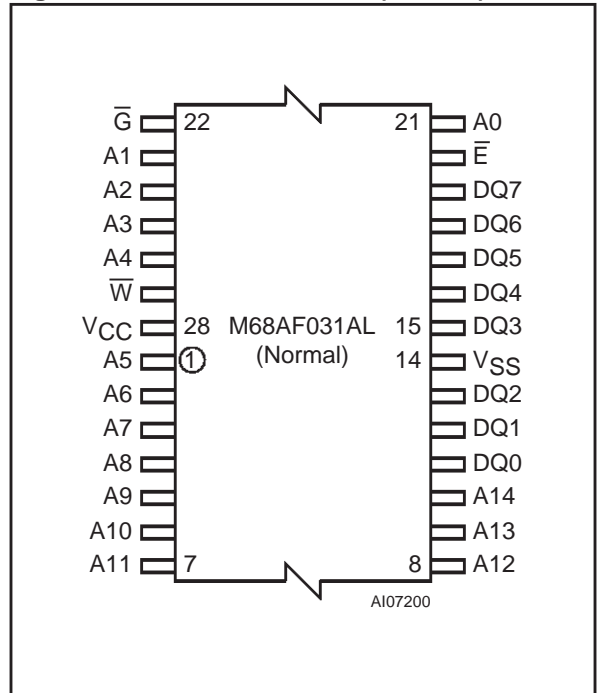 G̅ 22 21 A0
A1 E̅
A2 DQ7
A3 DQ6
A4 DQ5
W̅ DQ4
VCC 28 M68AF031AL 15 DQ3
A5 1 (Normal) 14 VSS
A6 DQ2
A7 DQ1
A8 DQ0
A9 A14
A10 A13
A11 7 8 A12
AI07200